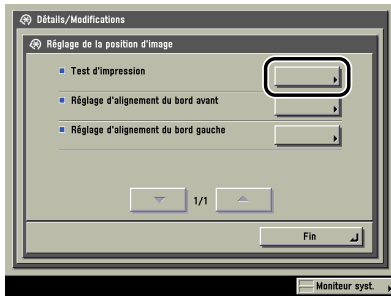 Détails/Modifications
Réglage de la position d'image
Test d'impression
Réglage d'alignement du bord avant
Réglage d'alignement du bord gauche
1/1
Fin
Moniteur syst.